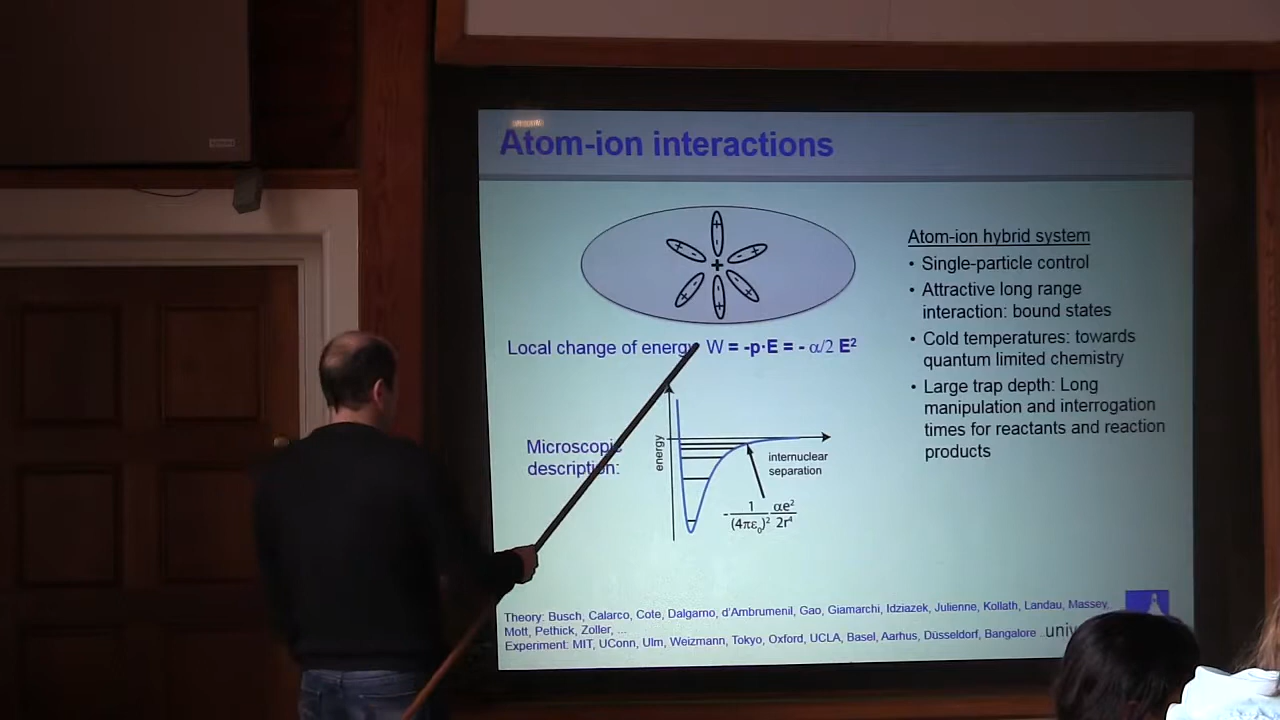 Atom-ion interactions
Local change of energy: W = -p·E = - α/2 E²
Microscopic
description:
energy
internuclear
separation
- 1/(4πε₀)² αe²/2r⁴
Atom-ion hybrid system
• Single-particle control
• Attractive long range
interaction: bound states
• Cold temperatures: towards
quantum limited chemistry
• Large trap depth: Long
manipulation and interrogation
times for reactants and reaction
products
Theory: Busch, Calarco, Cote, Dalgarno, d'Ambrumenil, Gao, Giamarchi, Idziazek, Julienne, Kollath, Landau, Massey,
Mott, Pethick, Zoller, ...
Experiment: MIT, UConn, Ulm, Weizmann, Tokyo, Oxford, UCLA, Basel, Aarhus, Düsseldorf, Bangalore ..